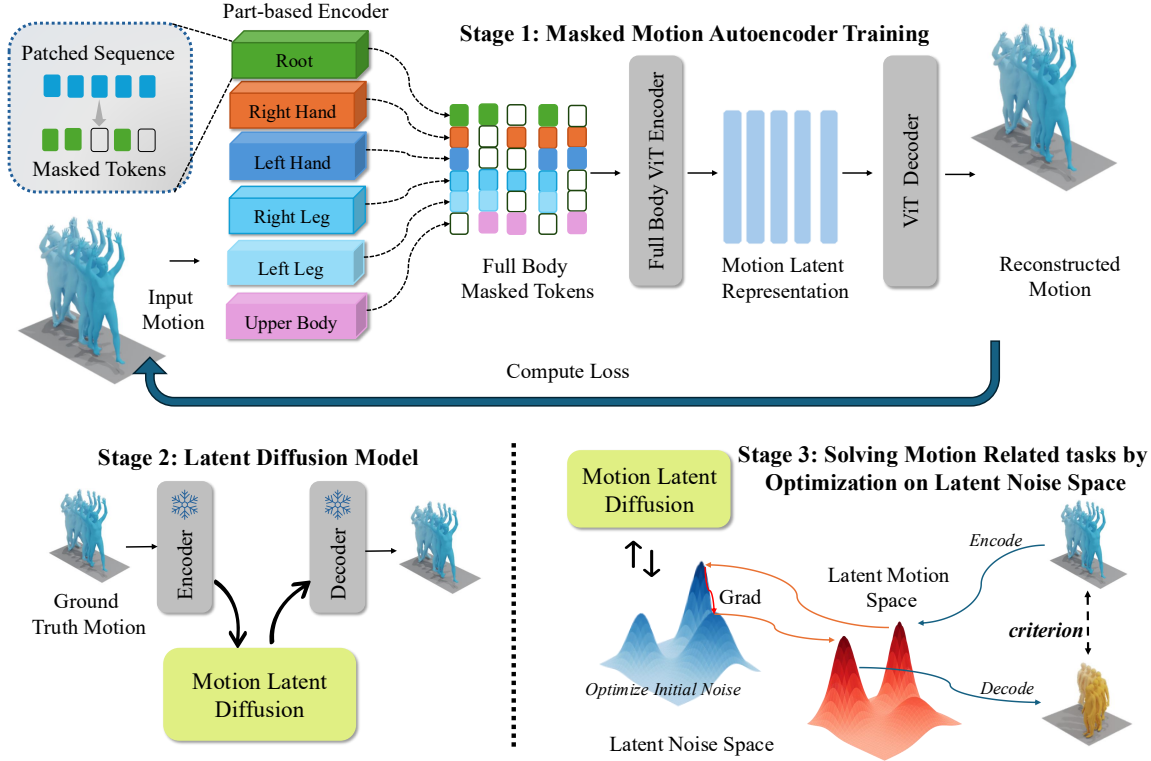 Part-based Encoder
Stage 1: Masked Motion Autoencoder Training
Patched Sequence
Masked Tokens
Root
Right Hand
Left Hand
Right Leg
Left Leg
Upper Body
Input
Motion
Full Body
Masked Tokens
Full Body ViT Encoder
Motion Latent
Representation
ViT Decoder
Reconstructed
Motion
Compute Loss
Stage 2: Latent Diffusion Model
Ground
Truth Motion
Encoder
Decoder
Motion Latent
Diffusion
Stage 3: Solving Motion Related tasks by
Optimization on Latent Noise Space
Motion Latent
Diffusion
Grad
Optimize Initial Noise
Latent Noise Space
Latent Motion
Space
Encode
criterion
Decode